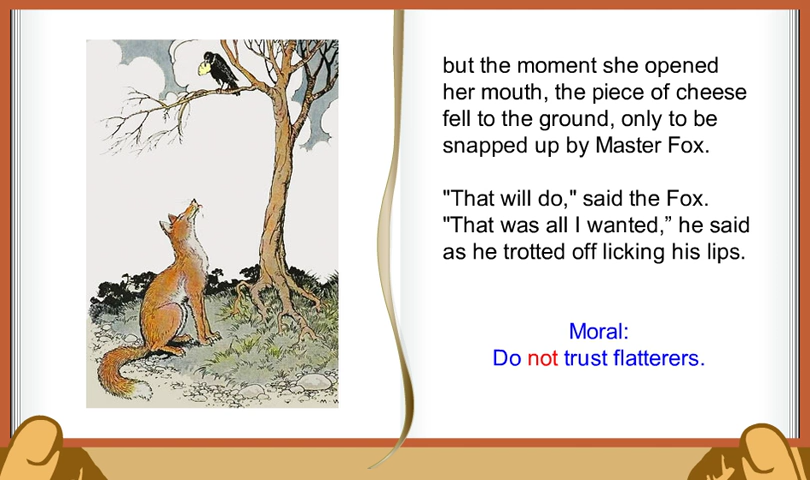 but the moment she opened
her mouth, the piece of cheese
fell to the ground, only to be
snapped up by Master Fox.
"That will do," said the Fox.
"That was all I wanted,” he said
as he trotted off licking his lips.
Moral:
Do not trust flatterers.